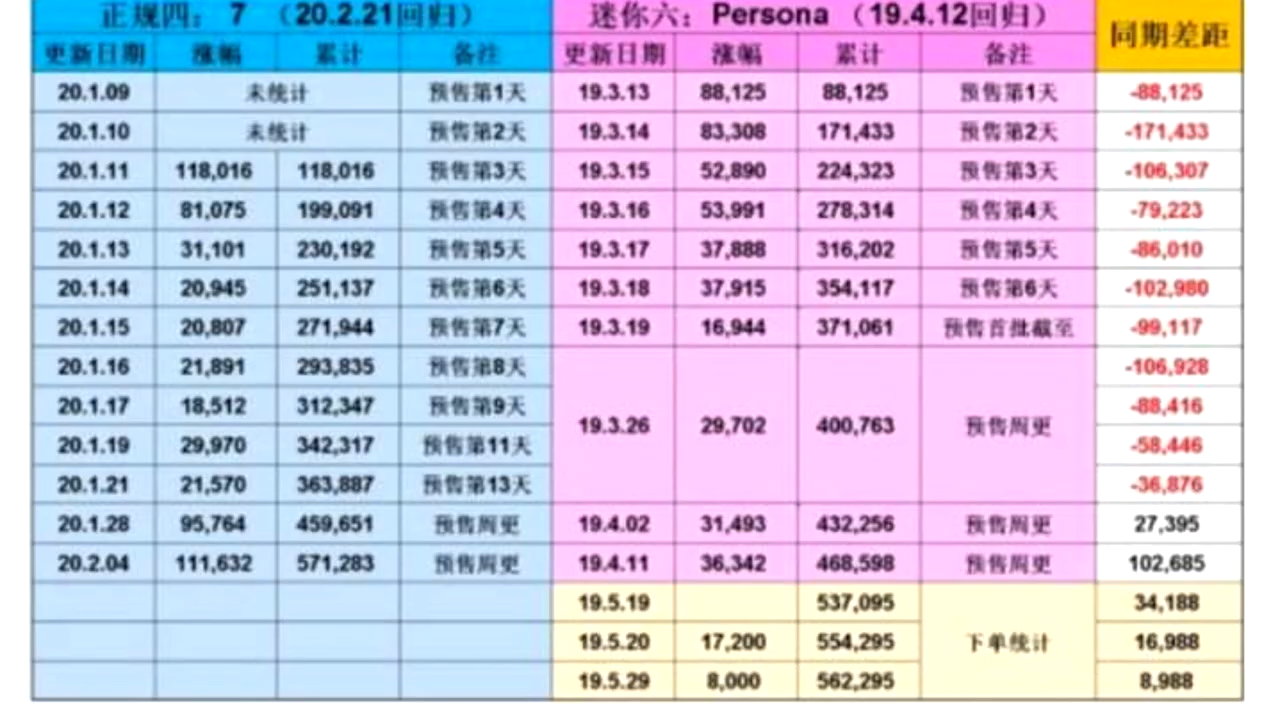 正规四： 7 （20.2.21回归） 迷你六：Persona （19.4.12回归） 同期差距
更新日期 涨幅 累计 备注 更新日期 涨幅 累计 备注
20.1.09 未统计 预售第1天 19.3.13 88,125 88,125 预售第1天 -88,125
20.1.10 未统计 预售第2天 19.3.14 83,308 171,433 预售第2天 -171,433
20.1.11 118,016 118,016 预售第3天 19.3.15 52,890 224,323 预售第3天 -106,307
20.1.12 81,075 199,091 预售第4天 19.3.16 53,991 278,314 预售第4天 -79,223
20.1.13 31,101 230,192 预售第5天 19.3.17 37,888 316,202 预售第5天 -86,010
20.1.14 20,945 251,137 预售第6天 19.3.18 37,915 354,117 预售第6天 -102,980
20.1.15 20,807 271,944 预售第7天 19.3.19 16,944 371,061 预售首批截至 -99,117
20.1.16 21,891 293,835 预售第8天 -106,928
20.1.17 18,512 312,347 预售第9天 19.3.26 29,702 400,763 预售周更 -88,416
20.1.19 29,970 342,317 预售第11天 -58,446
20.1.21 21,570 363,887 预售第13天 -36,876
20.1.28 95,764 459,651 预售周更 19.4.02 31,493 432,256 预售周更 27,395
20.2.04 111,632 571,283 预售周更 19.4.11 36,342 468,598 预售周更 102,685
19.5.19 537,095 34,188
19.5.20 17,200 554,295 下单统计 16,988
19.5.29 8,000 562,295 8,988